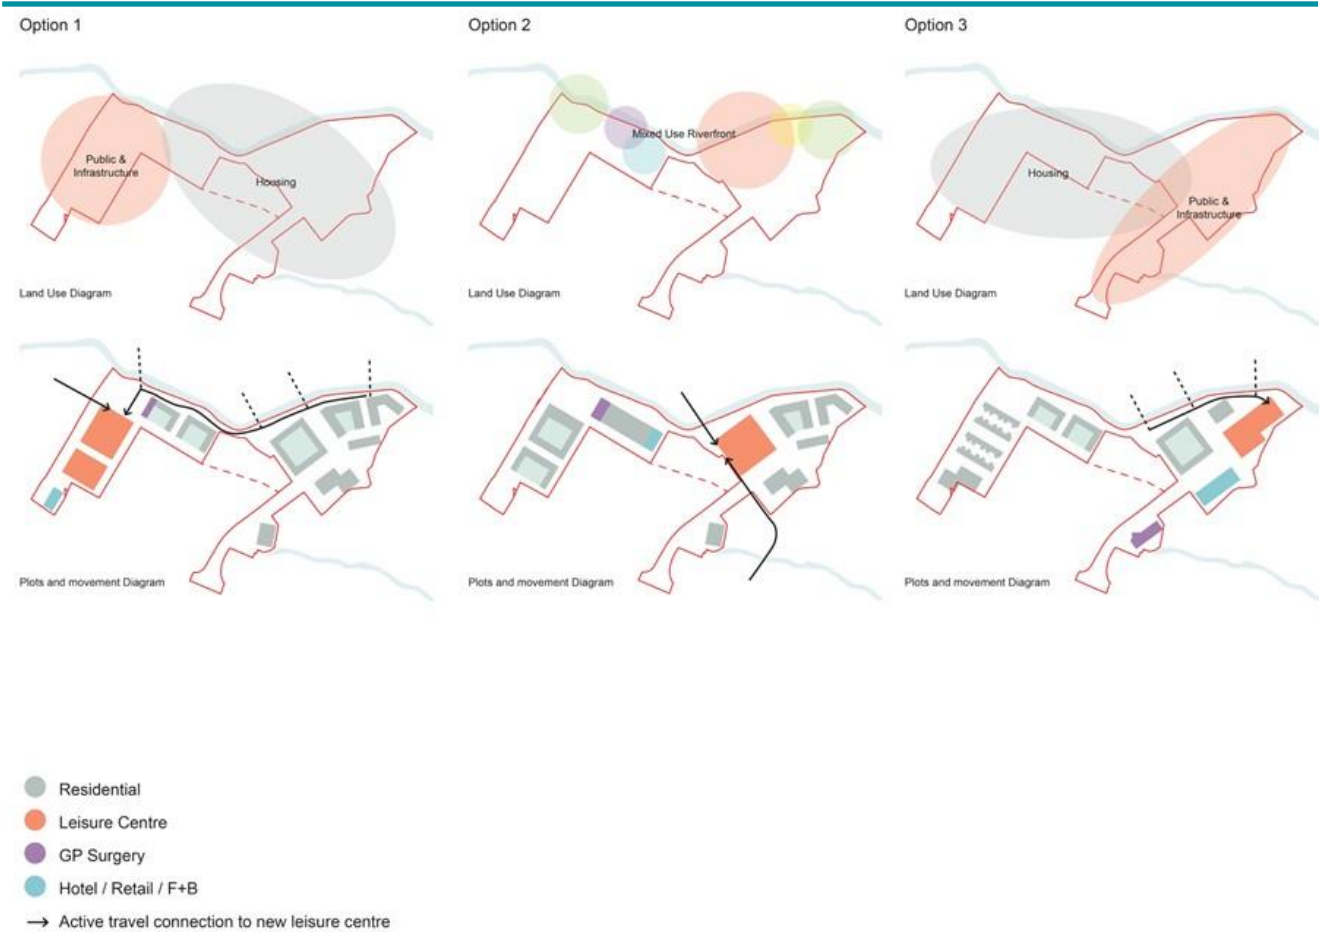 Option 1
Option 2
Option 3
Public &
Infrastructure
Housing
Mixed Use Riverfront
Housing
Public &
Infrastructure
Land Use Diagram
Land Use Diagram
Land Use Diagram
Plots and movement Diagram
Plots and movement Diagram
Plots and movement Diagram
Residential
Leisure Centre
GP Surgery
Hotel / Retail / F+B
Active travel connection to new leisure centre